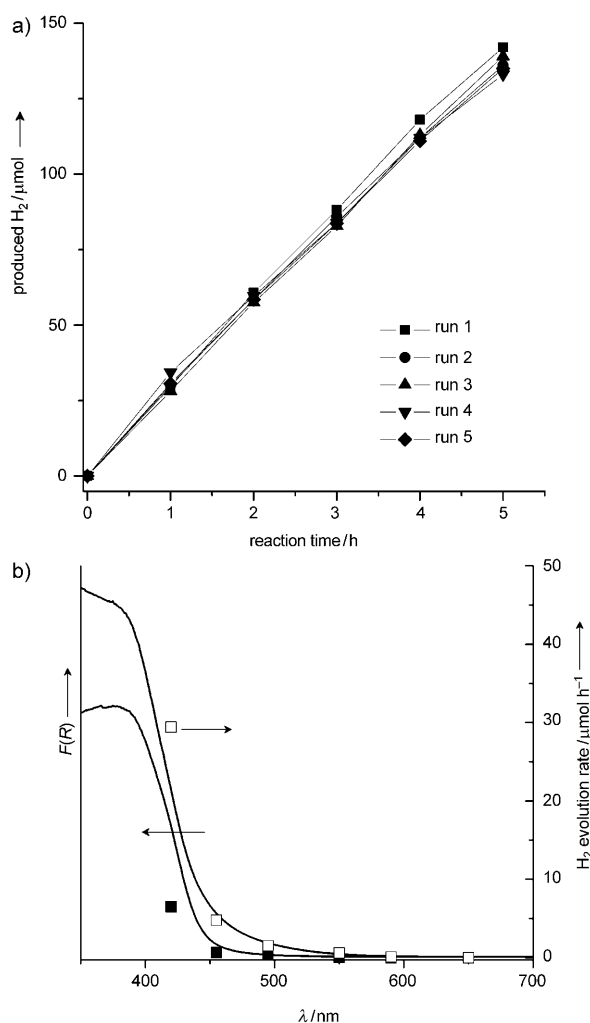 a)
150
100
50
0
produced H₂ / μmol
run 1
run 2
run 3
run 4
run 5
0 1 2 3 4 5
reaction time / h
b)
50
40
30
20
10
0
F(R)
H₂ evolution rate / μmol h⁻¹
400 500 600 700
λ / nm